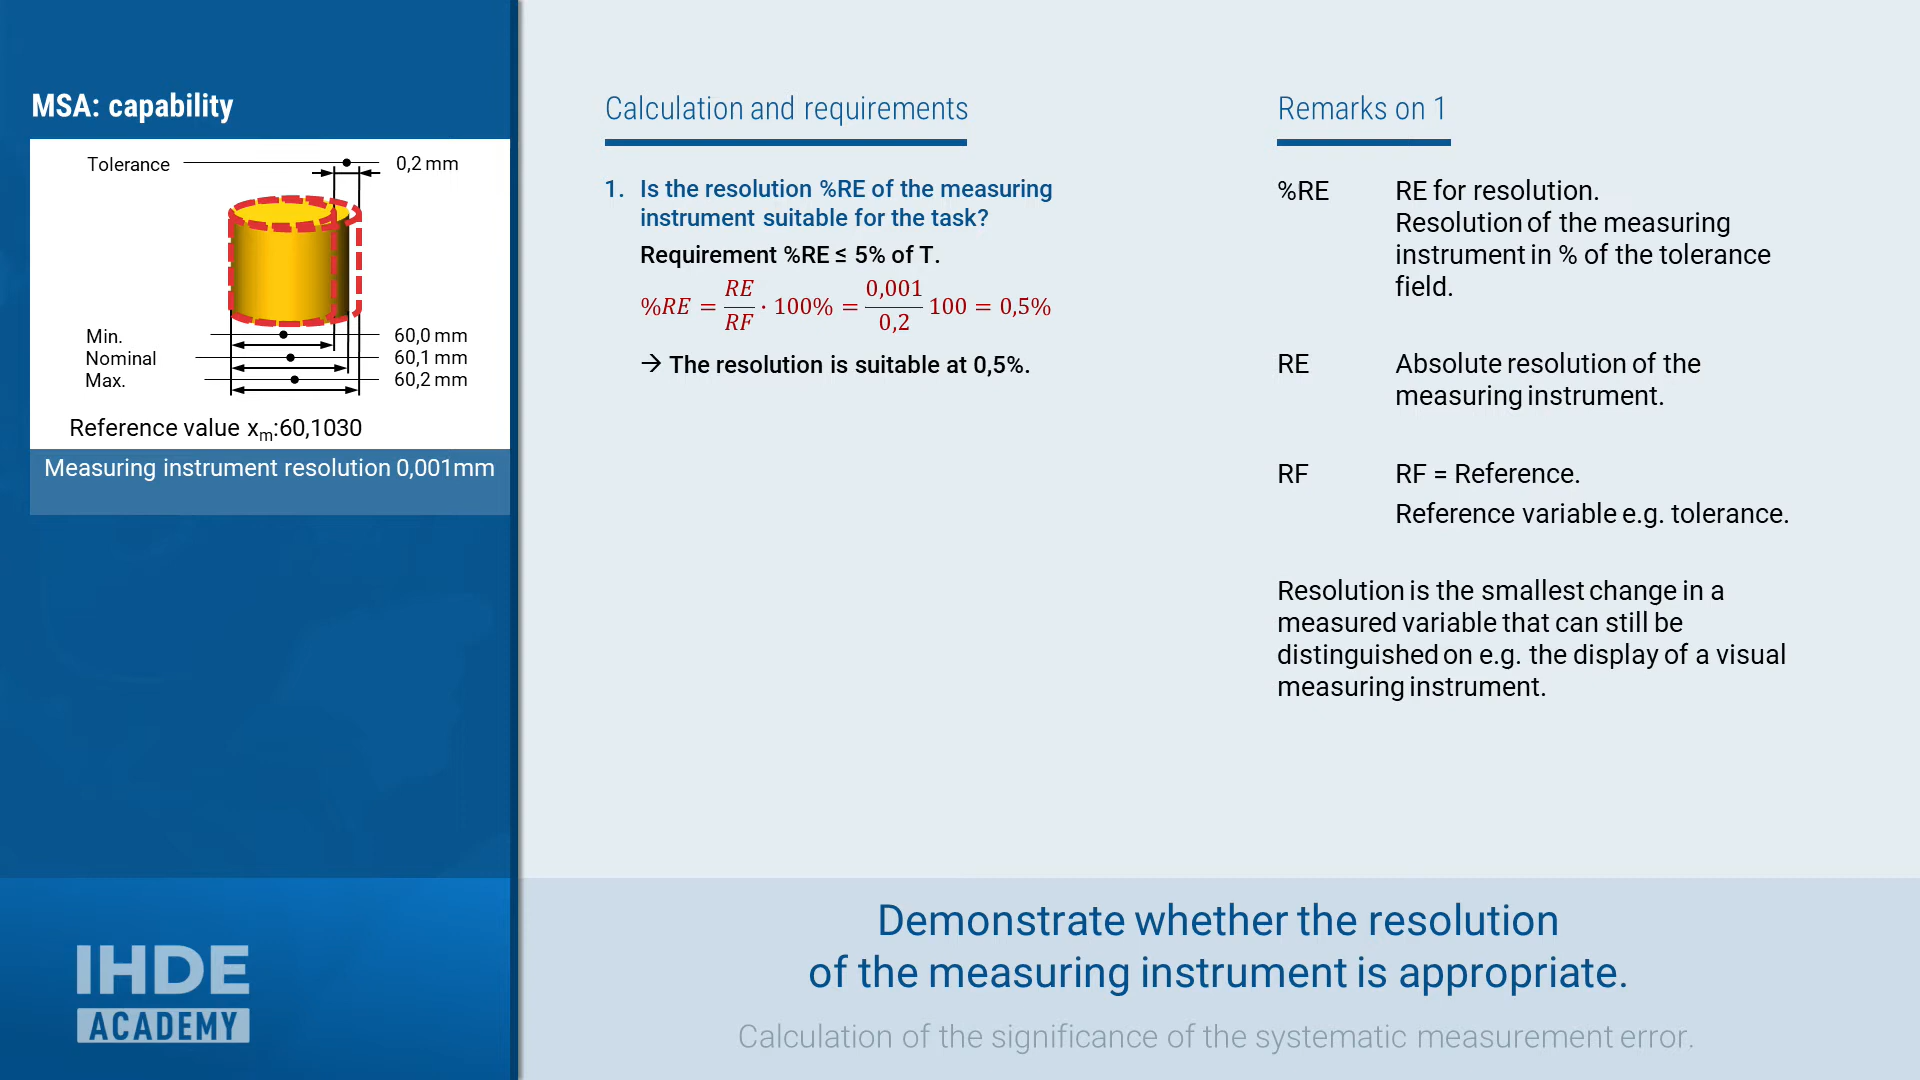 MSA: capability
Tolerance 0,2 mm
Min. 60,0 mm
Nominal 60,1 mm
Max. 60,2 mm
Reference value xm:60,1030
Measuring instrument resolution 0,001mm
IHDE
ACADEMY
Calculation and requirements
1. Is the resolution %RE of the measuring
instrument suitable for the task?
Requirement %RE ≤ 5% of T.
%RE = RE/RF · 100% = 0,001/0,2 100 = 0,5%
→ The resolution is suitable at 0,5%.
Remarks on 1
%RE RE for resolution.
Resolution of the measuring
instrument in % of the tolerance
field.
RE Absolute resolution of the
measuring instrument.
RF RF = Reference.
Reference variable e.g. tolerance.
Resolution is the smallest change in a
measured variable that can still be
distinguished on e.g. the display of a visual
measuring instrument.
Demonstrate whether the resolution
of the measuring instrument is appropriate.
Calculation of the significance of the systematic measurement error.